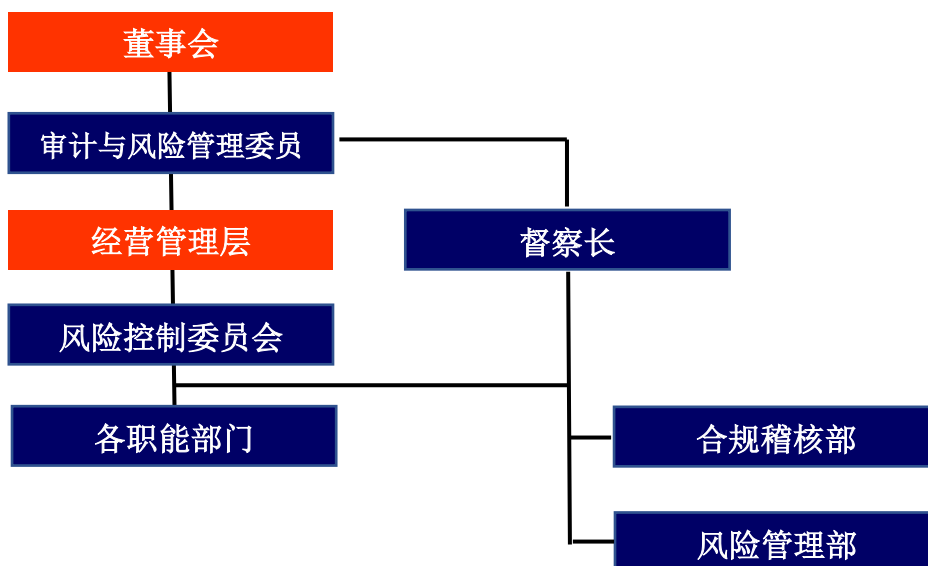 董事会
审计与风险管理委员
经营管理层
督察长
风险控制委员会
各职能部门
合规稽核部
风险管理部